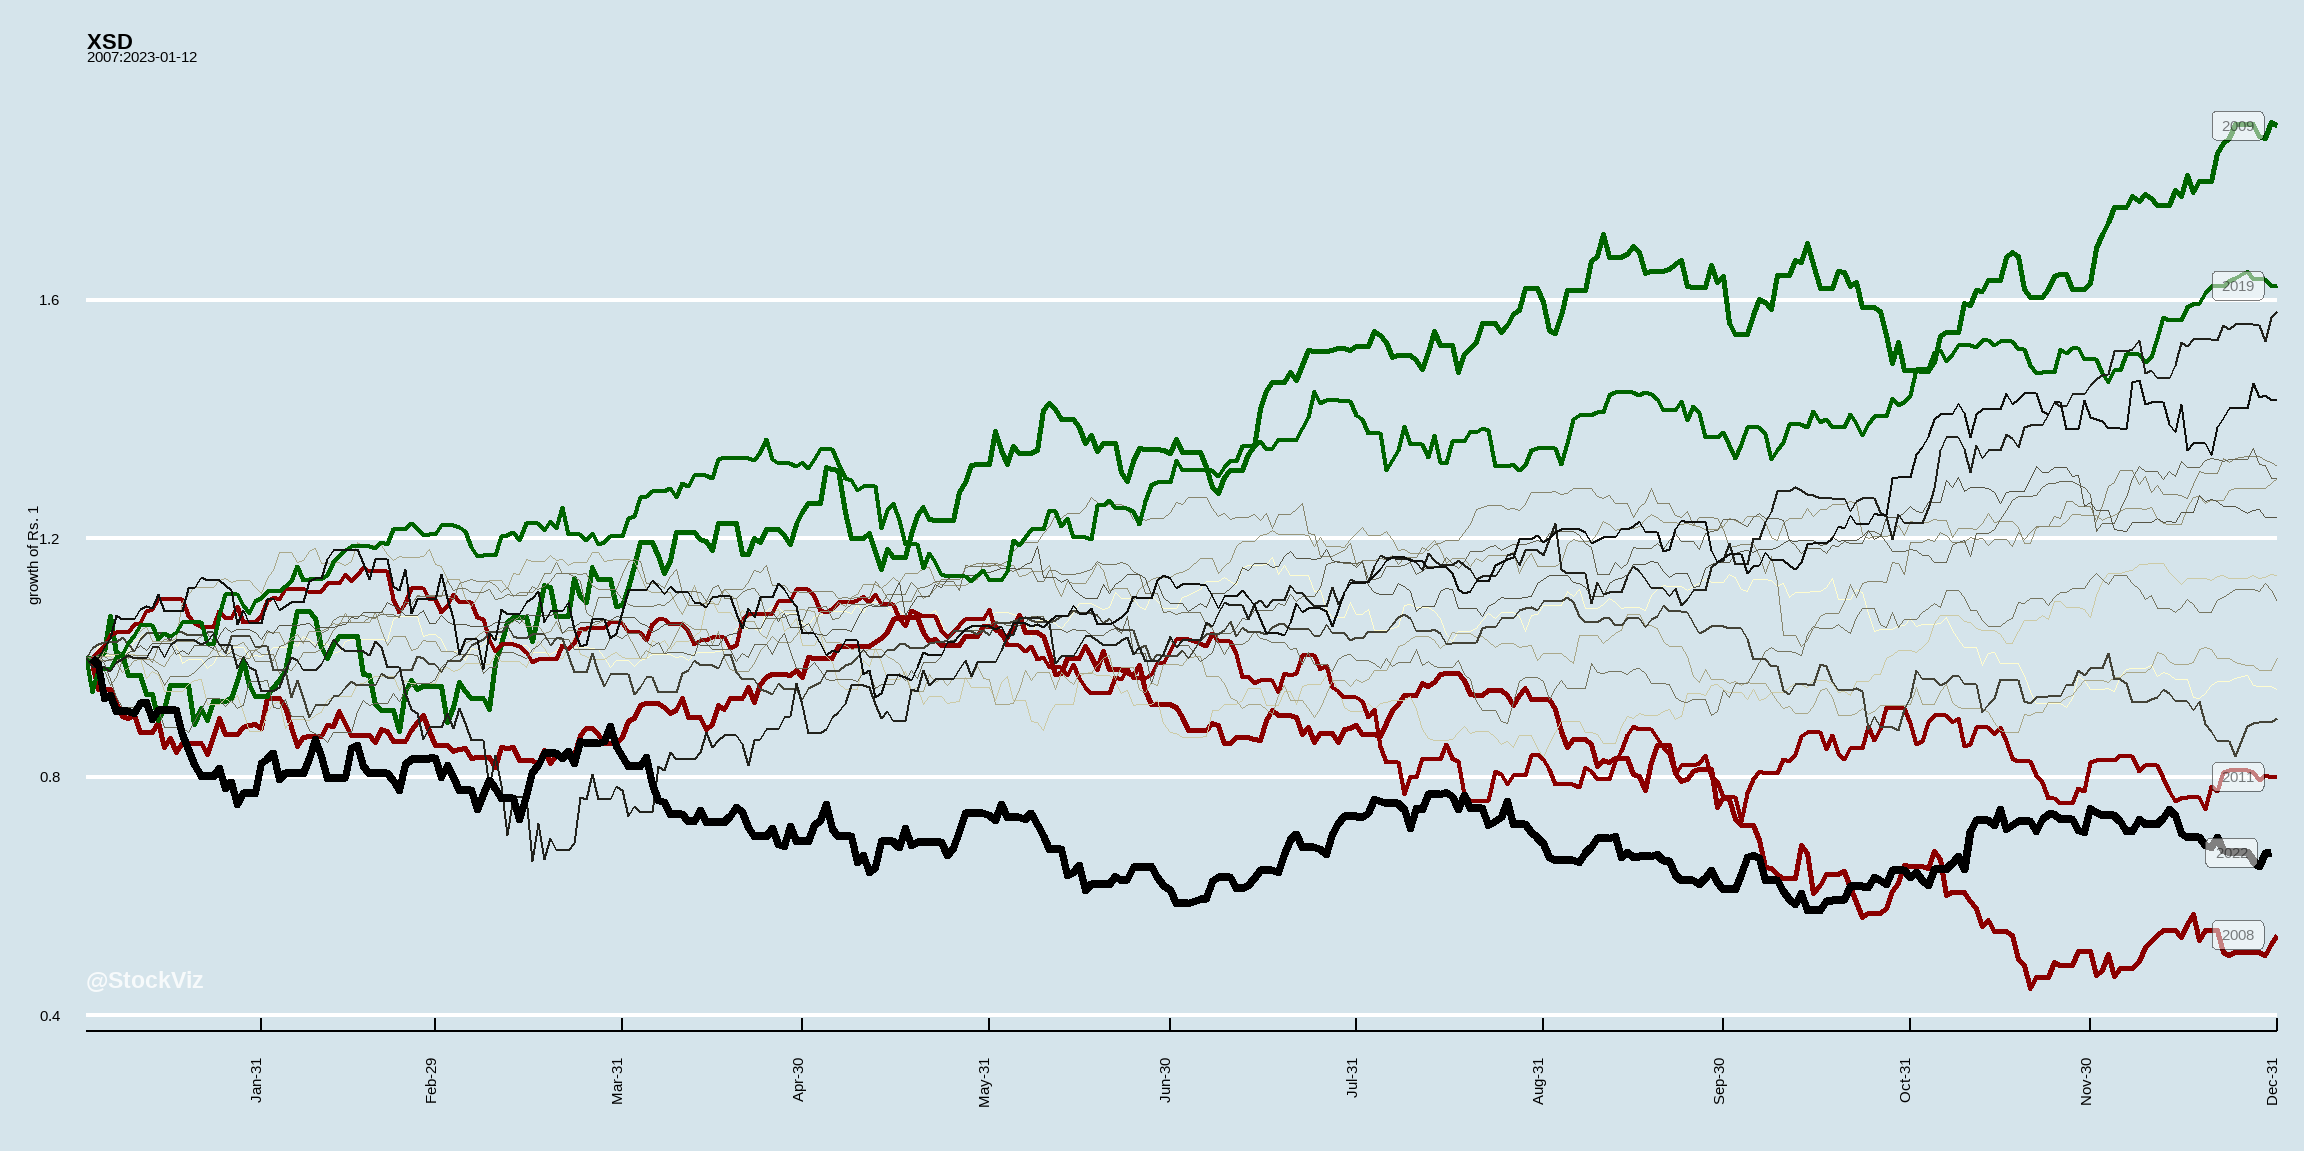 XSD
2007:2023-01-12
2009
2019
1.6
growth of Rs. 1
1.2
0.8
2011
2022
2008
@StockViz
0.4
Jan-31
Feb-29
Mar-31
Apr-30
May-31
Jun-30
Jul-31
Aug-31
Sep-30
Oct-31
Nov-30
Dec-31